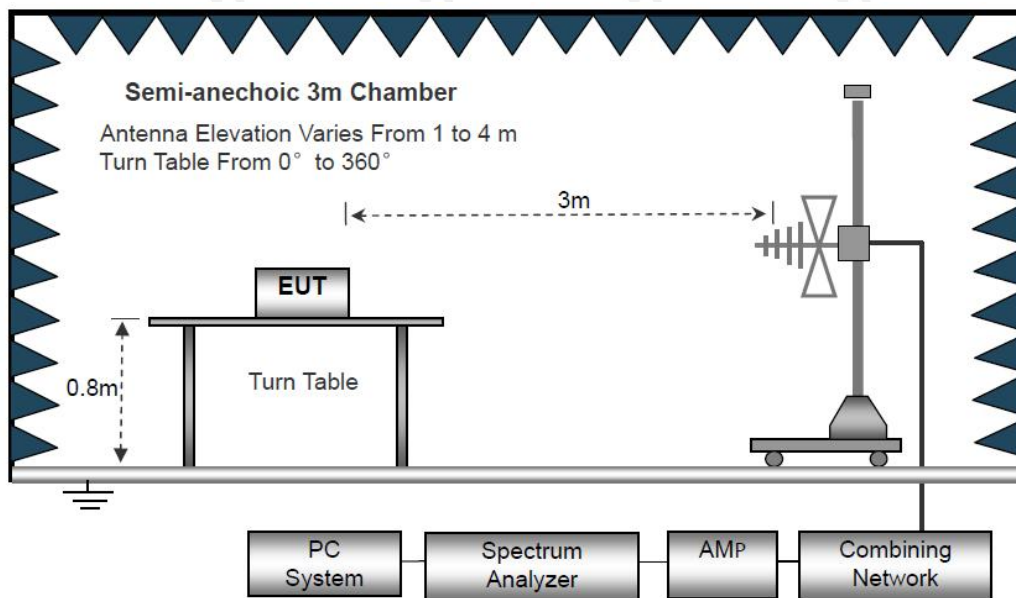 Semi-anechoic 3m Chamber
Antenna Elevation Varies From 1 to 4 m
Turn Table From 0° to 360°
3m
EUT
0.8m
Turn Table
PC
System
Spectrum
Analyzer
AMP
Combining
Network